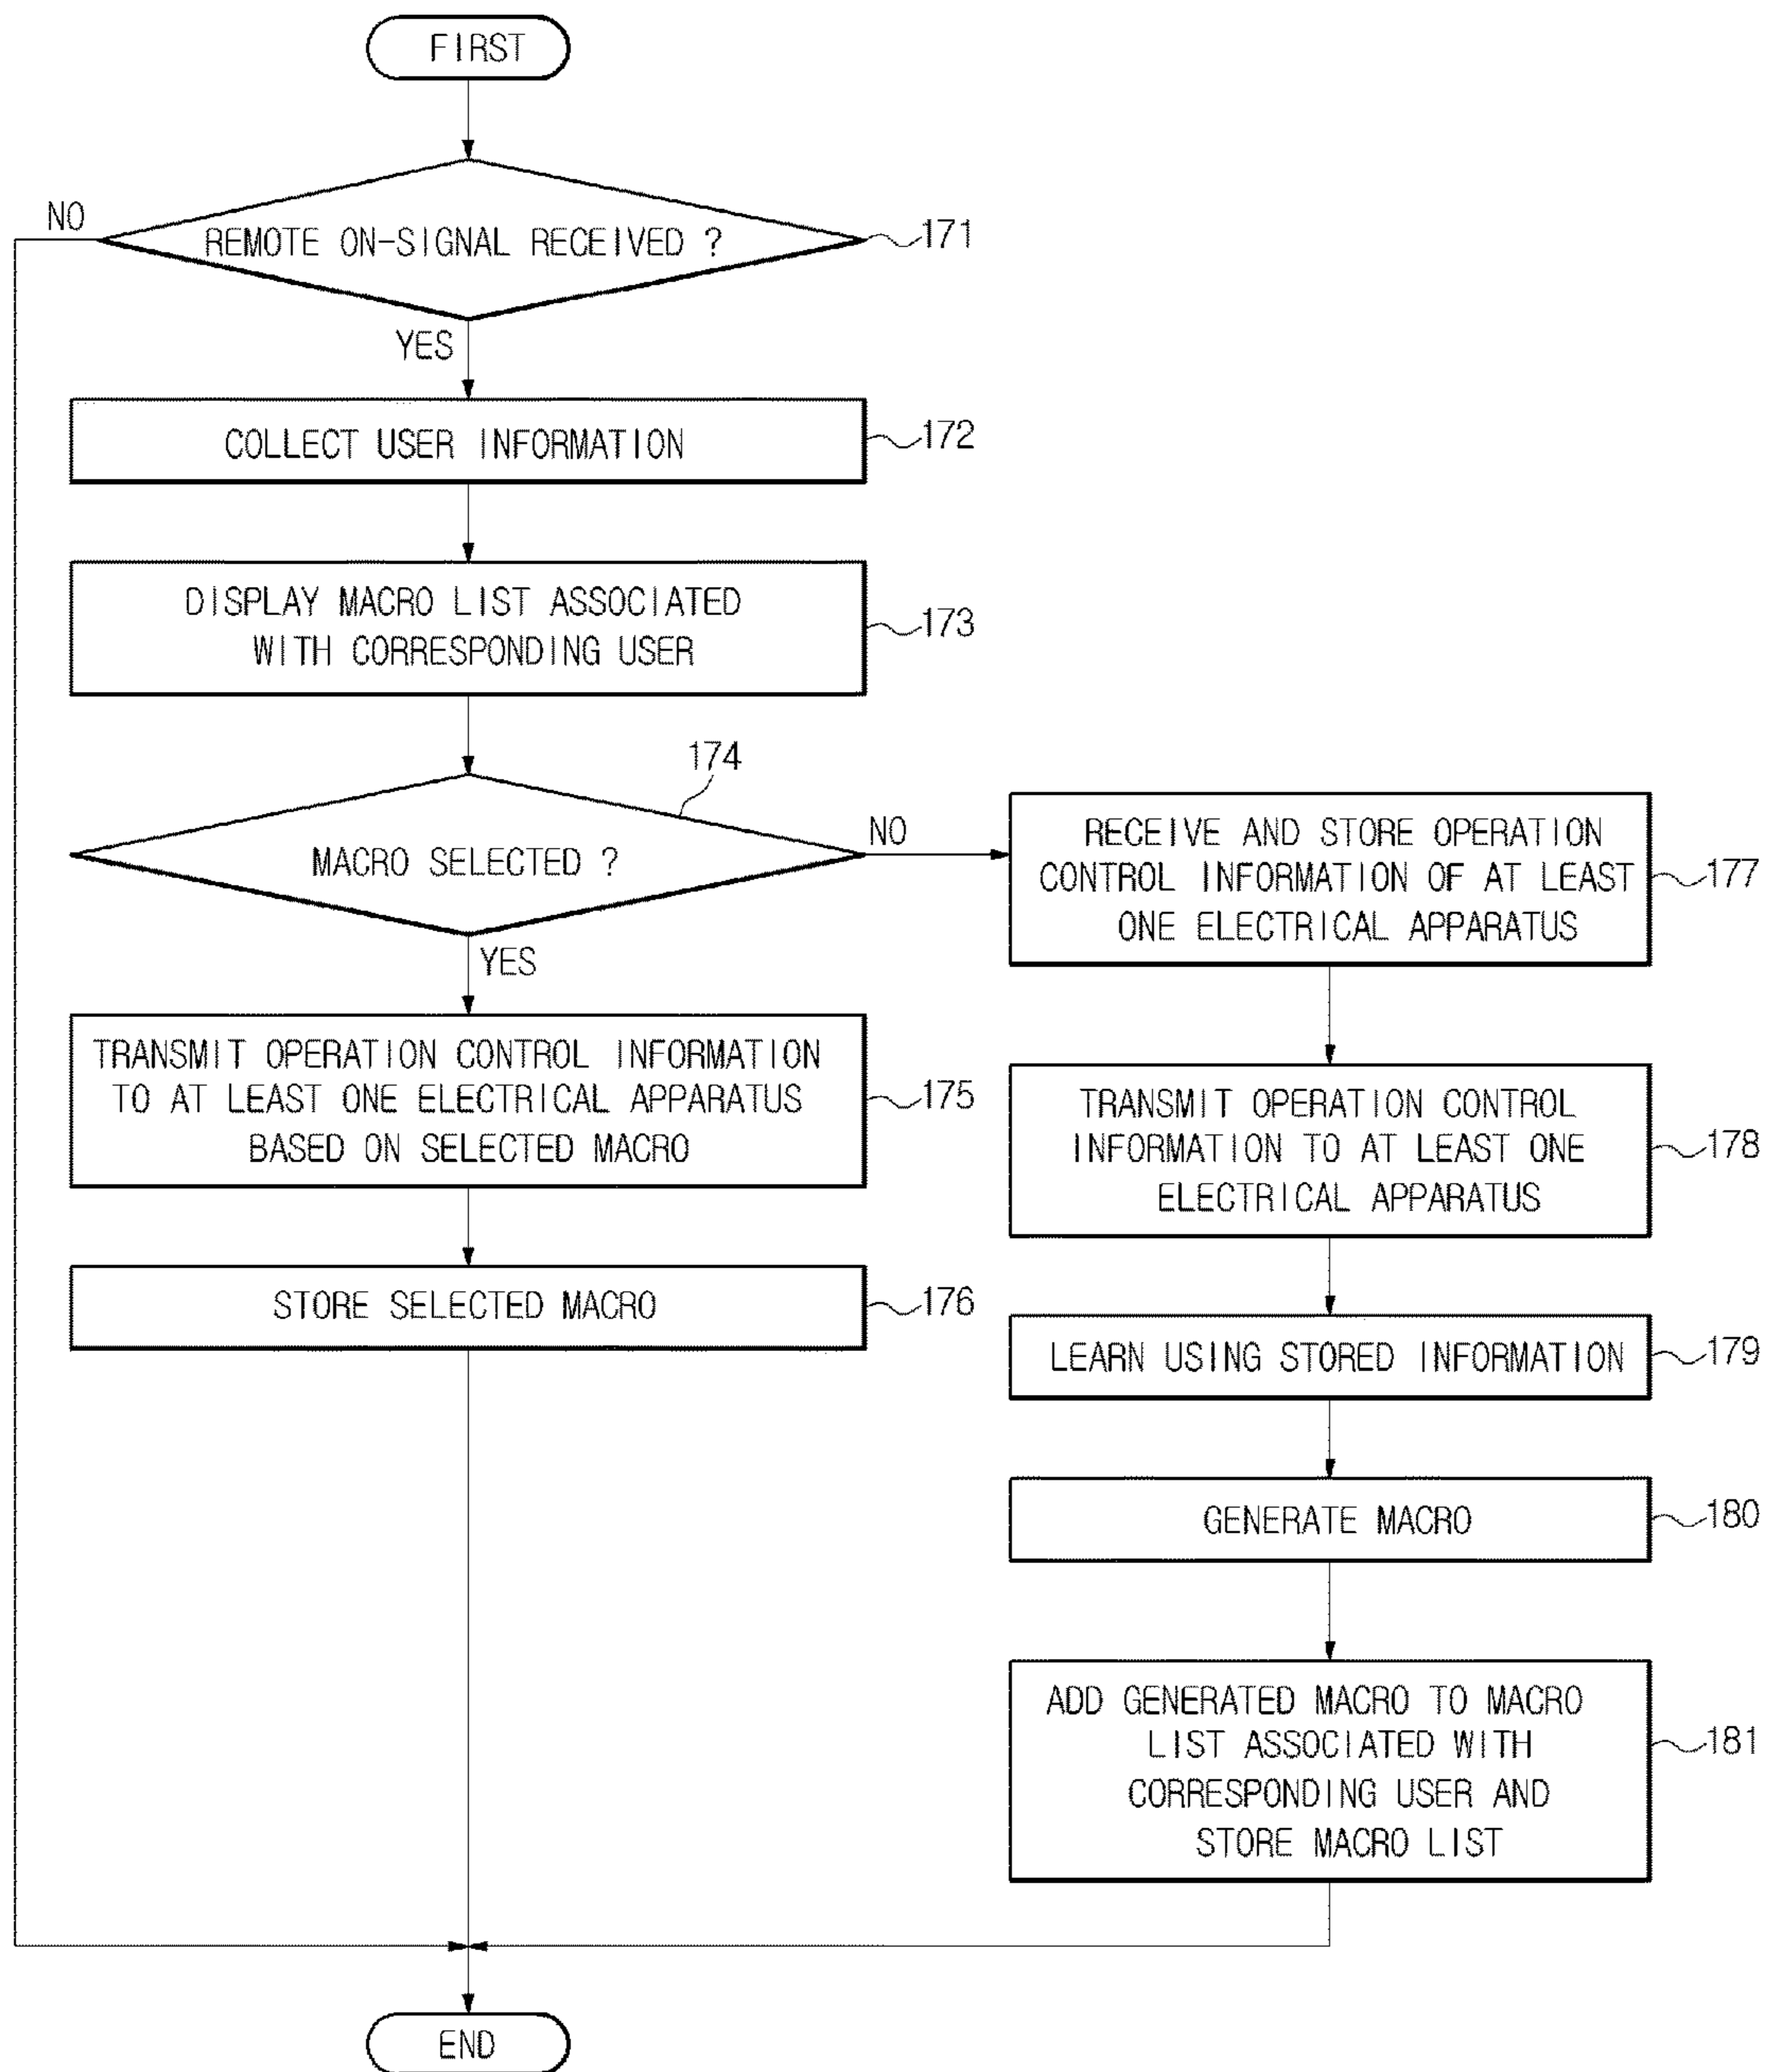 FIRST
NO
REMOTE ON-SIGNAL RECEIVED ?
171
YES
COLLECT USER INFORMATION
172
DISPLAY MACRO LIST ASSOCIATED
WITH CORRESPONDING USER
173
174
MACRO SELECTED ?
NO
YES
TRANSMIT OPERATION CONTROL INFORMATION
TO AT LEAST ONE ELECTRICAL APPARATUS
BASED ON SELECTED MACRO
175
STORE SELECTED MACRO
176
RECEIVE AND STORE OPERATION
CONTROL INFORMATION OF AT LEAST
ONE ELECTRICAL APPARATUS
177
TRANSMIT OPERATION CONTROL
INFORMATION TO AT LEAST ONE
ELECTRICAL APPARATUS
178
LEARN USING STORED INFORMATION
179
GENERATE MACRO
180
ADD GENERATED MACRO TO MACRO
LIST ASSOCIATED WITH
CORRESPONDING USER AND
STORE MACRO LIST
181
END